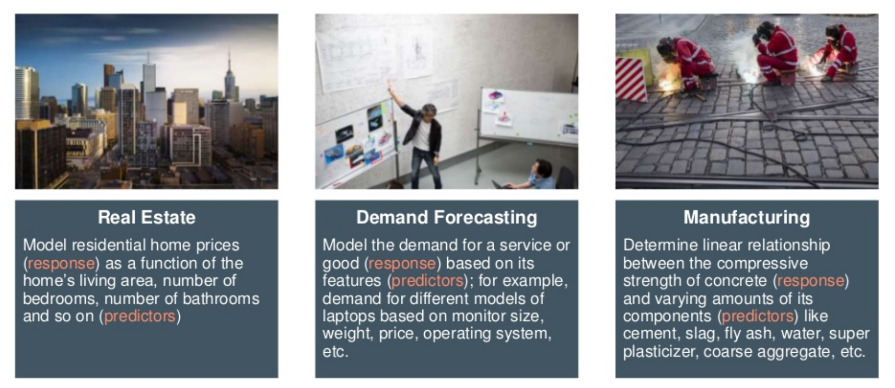 Real Estate
Model residential home prices
(response) as a function of the
home's living area, number of
bedrooms, number of bathrooms
and so on (predictors)
Demand Forecasting
Model the demand for a service or
good (response) based on its
features (predictors); for example,
demand for different models of
laptops based on monitor size,
weight, price, operating system,
etc.
Manufacturing
Determine linear relationship
between the compressive
strength of concrete (response)
and varying amounts of its
components (predictors) like
cement, slag, fly ash, water, super
plasticizer, coarse aggregate, etc.